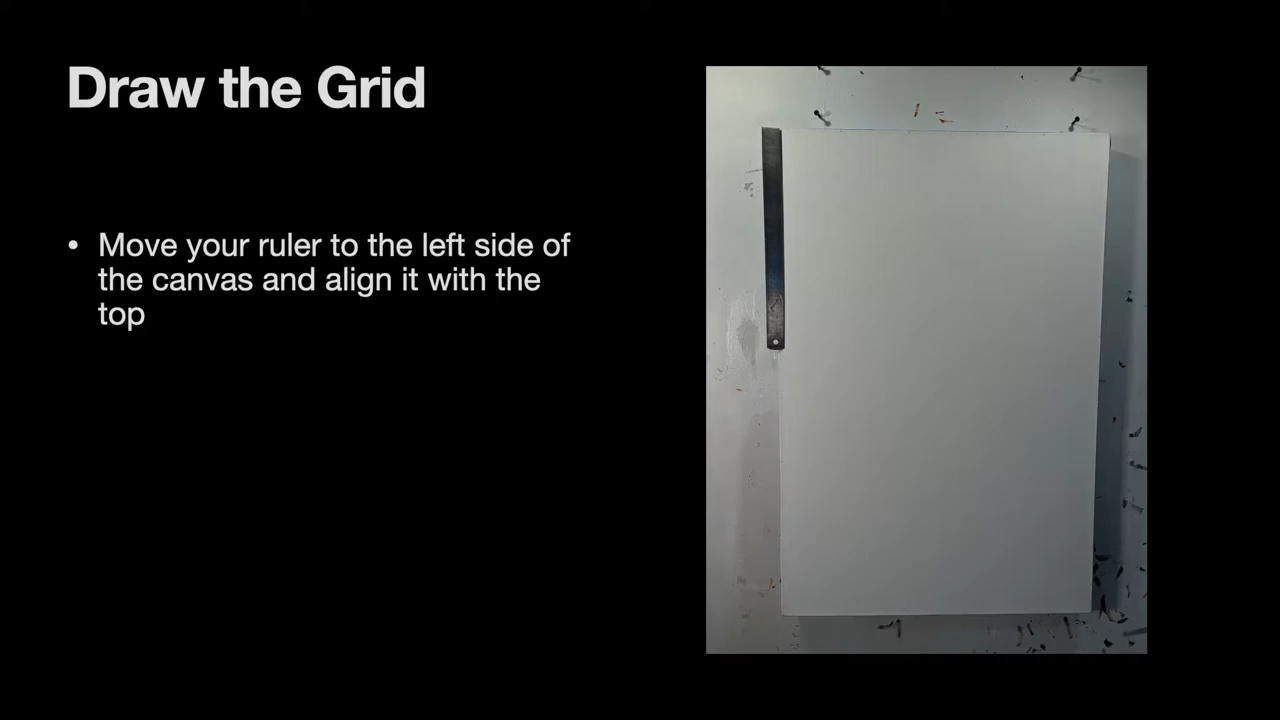 Draw the Grid
• Move your ruler to the left side of
the canvas and align it with the
top